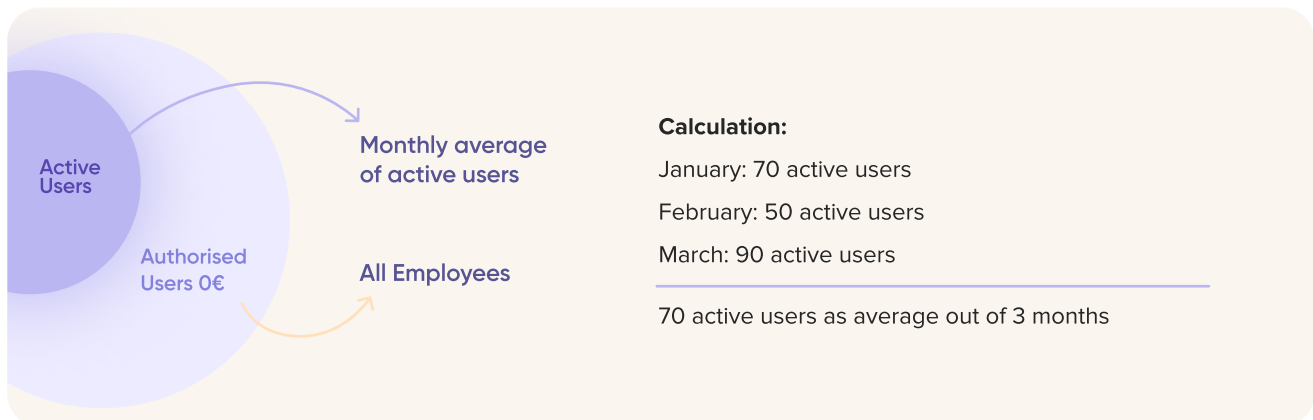 Active
Users
Authorised
Users 0€
Monthly average
of active users
All Employees
Calculation:
January: 70 active users
February: 50 active users
March: 90 active users
70 active users as average out of 3 months